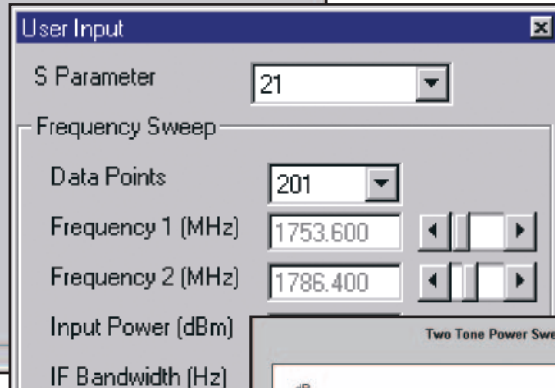 User Input
S Parameter 21
Frequency Sweep
Data Points 201
Frequency 1 (MHz) 1753.600
Frequency 2 (MHz) 1786.400
Input Power (dBm)
Two Tone Power Swe
IF Bandwidth (Hz)
dB